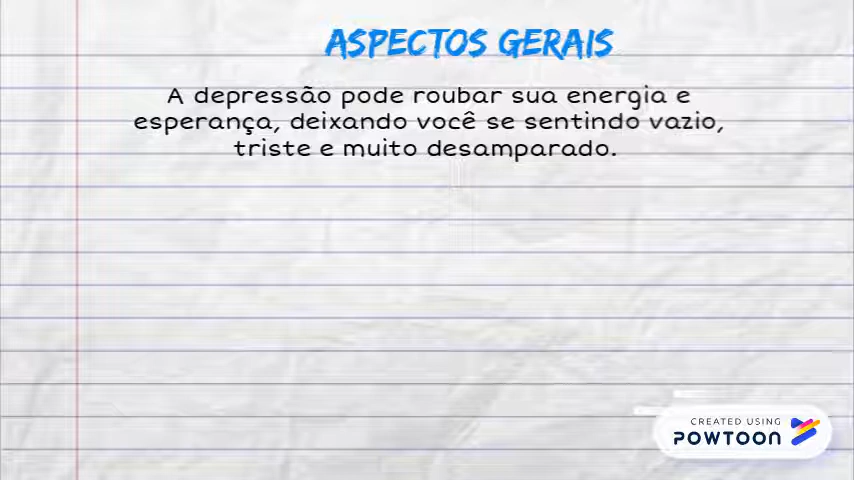 ASPECTOS GERAIS
A depressão pode roubar sua energia e
esperança, deixando você se sentindo vazio,
triste e muito desamparado.
CREATED USING
POWTOON